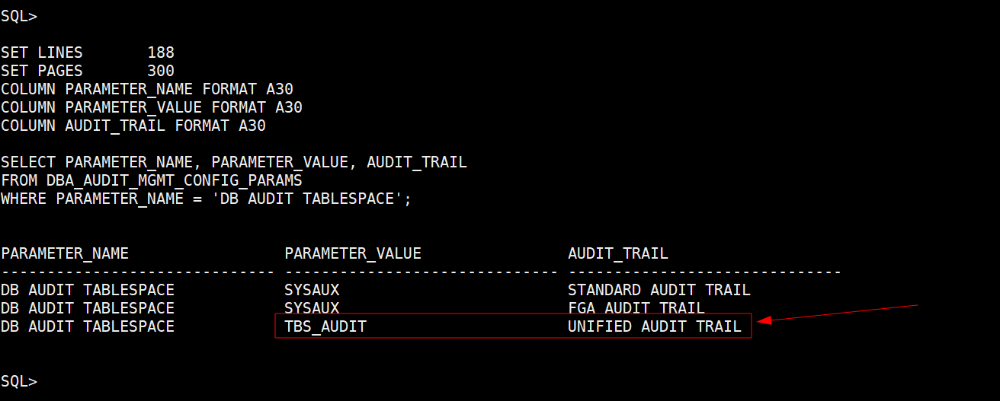 SQL>
SET LINES       188
SET PAGES       300
COLUMN PARAMETER_NAME FORMAT A30
COLUMN PARAMETER_VALUE FORMAT A30
COLUMN AUDIT_TRAIL FORMAT A30
SELECT PARAMETER_NAME, PARAMETER_VALUE, AUDIT_TRAIL
FROM DBA_AUDIT_MGMT_CONFIG_PARAMS
WHERE PARAMETER_NAME = 'DB AUDIT TABLESPACE';
PARAMETER_NAME                 PARAMETER_VALUE                AUDIT_TRAIL
------------------------------ ------------------------------ ------------------------------
DB AUDIT TABLESPACE            SYSAUX                         STANDARD AUDIT TRAIL
DB AUDIT TABLESPACE            SYSAUX                         FGA AUDIT TRAIL
DB AUDIT TABLESPACE            TBS_AUDIT                      UNIFIED AUDIT TRAIL
SQL>